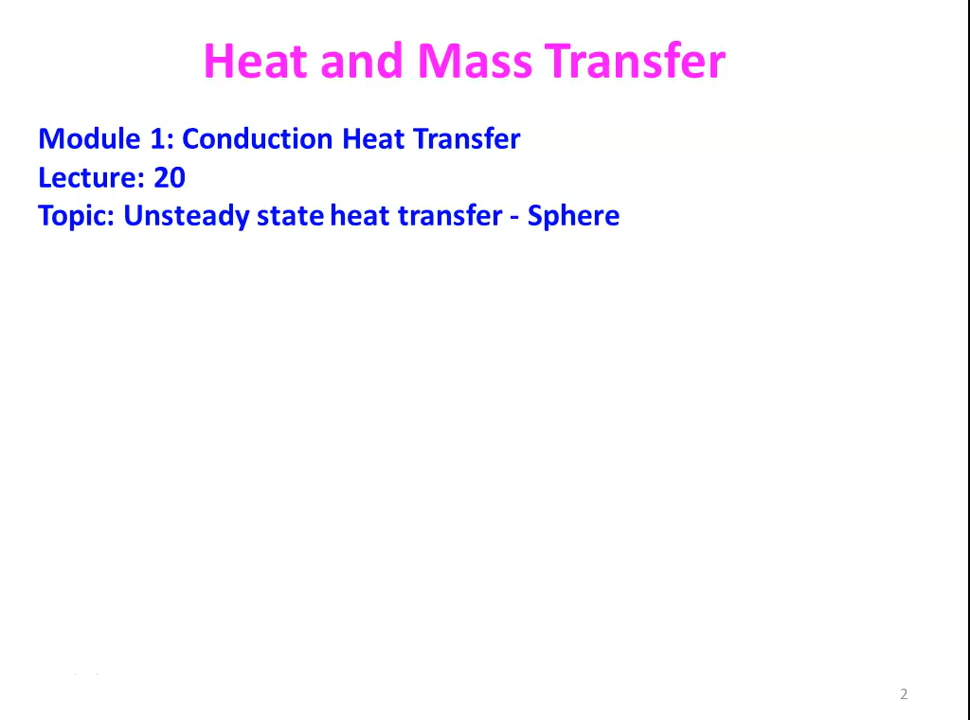 Heat and Mass Transfer
Module 1: Conduction Heat Transfer
Lecture: 20
Topic: Unsteady state heat transfer - Sphere
2